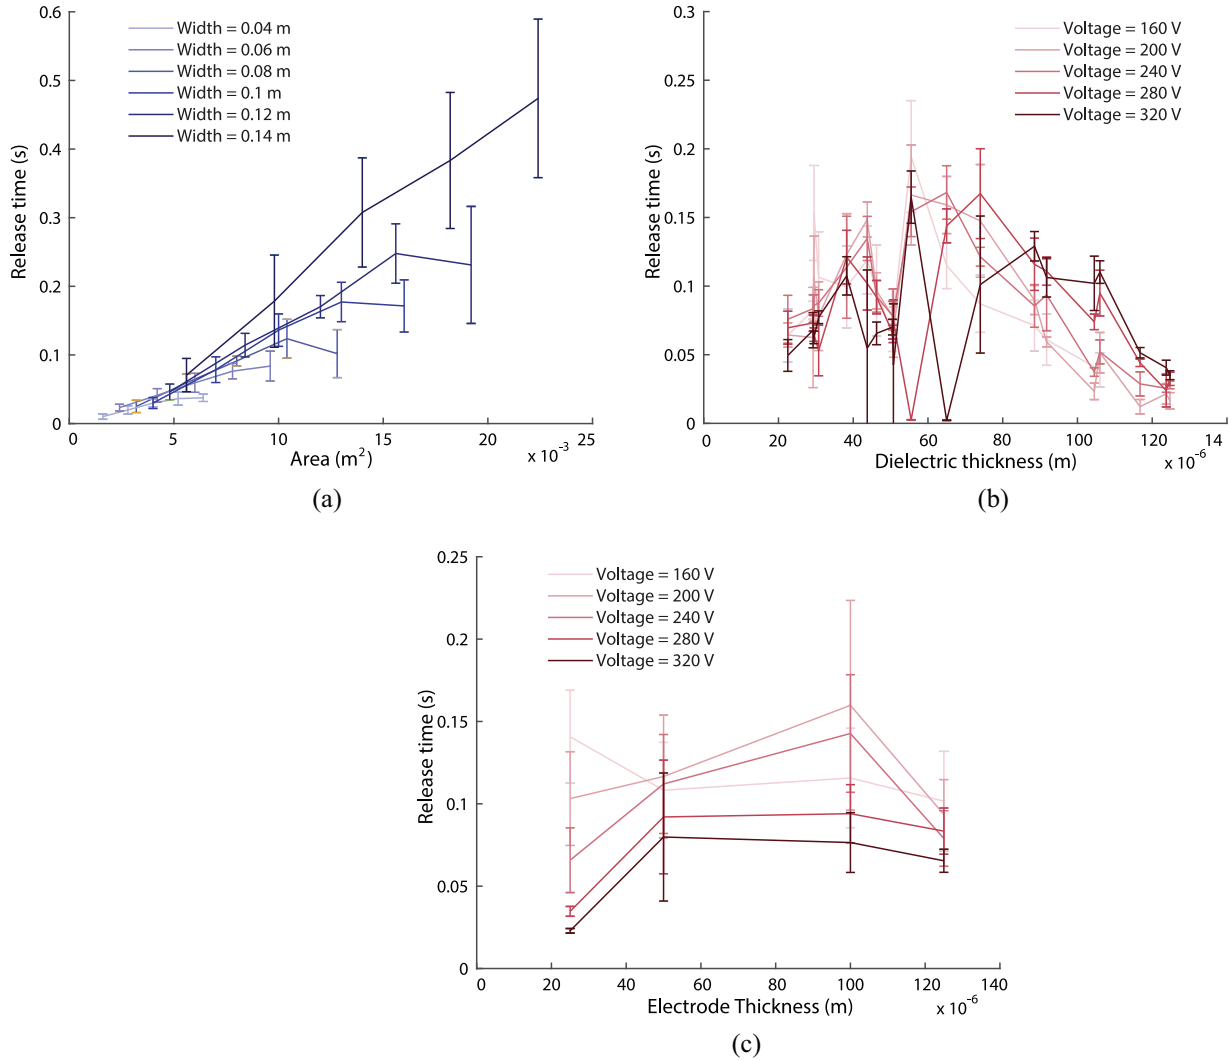 0.6
0.5
0.4
0.3
0.2
0.1
0
Release time (s)
Width = 0.04 m
Width = 0.06 m
Width = 0.08 m
Width = 0.1 m
Width = 0.12 m
Width = 0.14 m
0 5 10 15 20 25
Area (m²) x 10⁻³
(a)
0.3
0.25
0.2
0.15
0.1
0.05
0
Release time (s)
Voltage = 160 V
Voltage = 200 V
Voltage = 240 V
Voltage = 280 V
Voltage = 320 V
0 20 40 60 80 100 120 14
Dielectric thickness (m) x 10⁻⁶
(b)
0.25
0.2
0.15
0.1
0.05
0
Release time (s)
Voltage = 160 V
Voltage = 200 V
Voltage = 240 V
Voltage = 280 V
Voltage = 320 V
0 20 40 60 80 100 120 140
Electrode Thickness (m) x 10⁻⁶
(c)